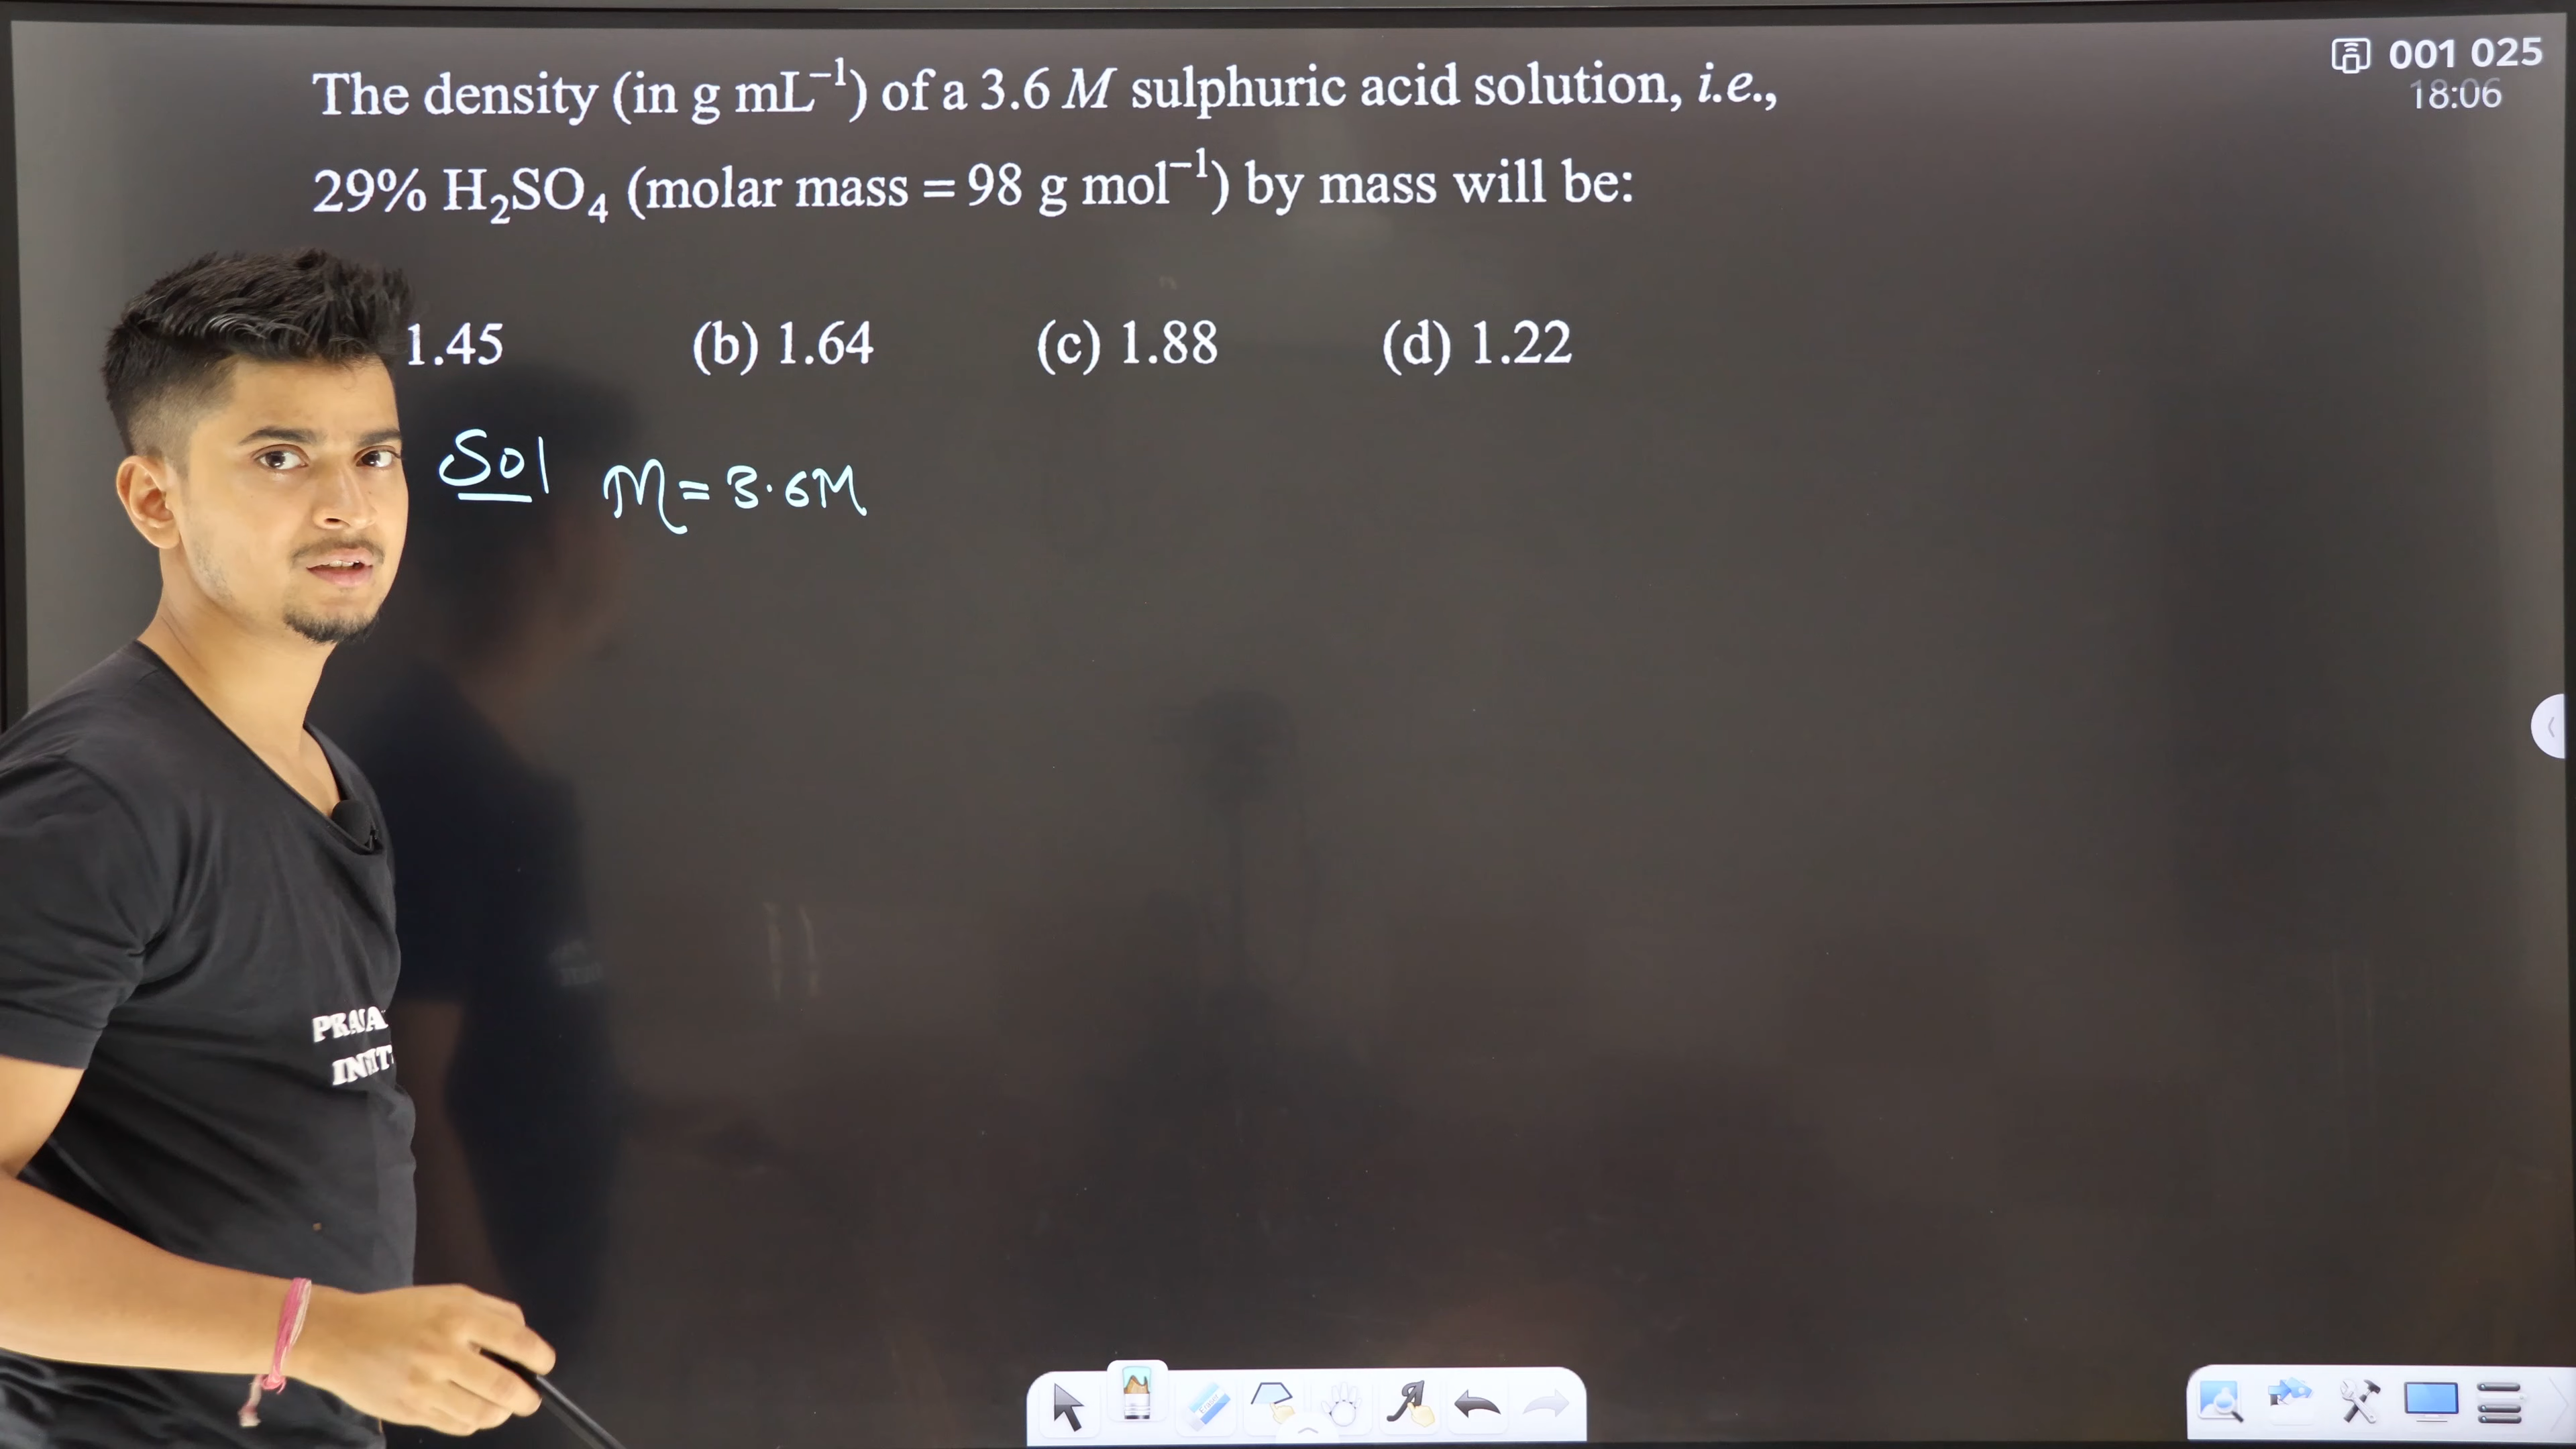 001 025
18:06
The density (in g mL⁻¹) of a 3.6 M sulphuric acid solution, i.e.,
29% H₂SO₄ (molar mass = 98 g mol⁻¹) by mass will be:
1.45 (b) 1.64 (c) 1.88 (d) 1.22
Sol M = 3.6M